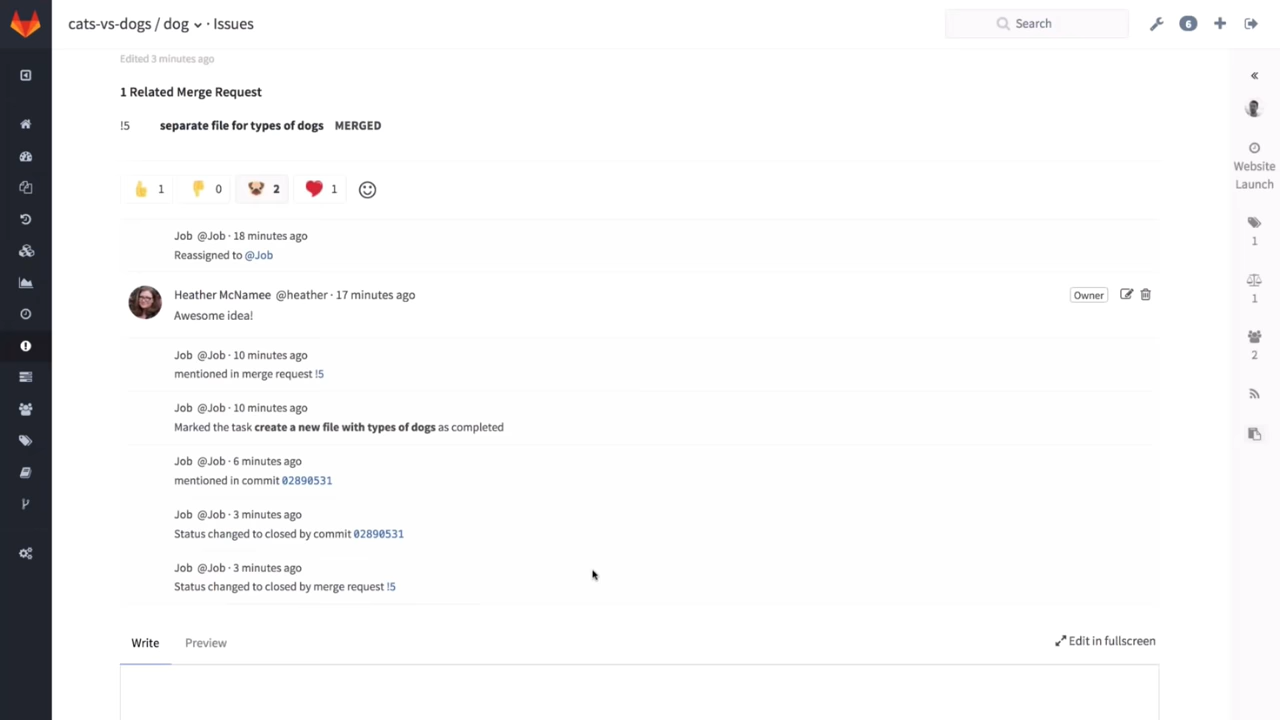 cats-vs-dogs / dog · Issues
Search
6
Edited 3 minutes ago
1 Related Merge Request
!5 separate file for types of dogs MERGED
1 0 2 1
Job @Job · 18 minutes ago
Reassigned to @Job
Heather McNamee @heather · 17 minutes ago
Owner
Awesome idea!
Job @Job · 10 minutes ago
mentioned in merge request !5
Job @Job · 10 minutes ago
Marked the task create a new file with types of dogs as completed
Job @Job · 6 minutes ago
mentioned in commit 02890531
Job @Job · 3 minutes ago
Status changed to closed by commit 02890531
Job @Job · 3 minutes ago
Status changed to closed by merge request !5
Write Preview
Edit in fullscreen
Website
Launch
1
1
2